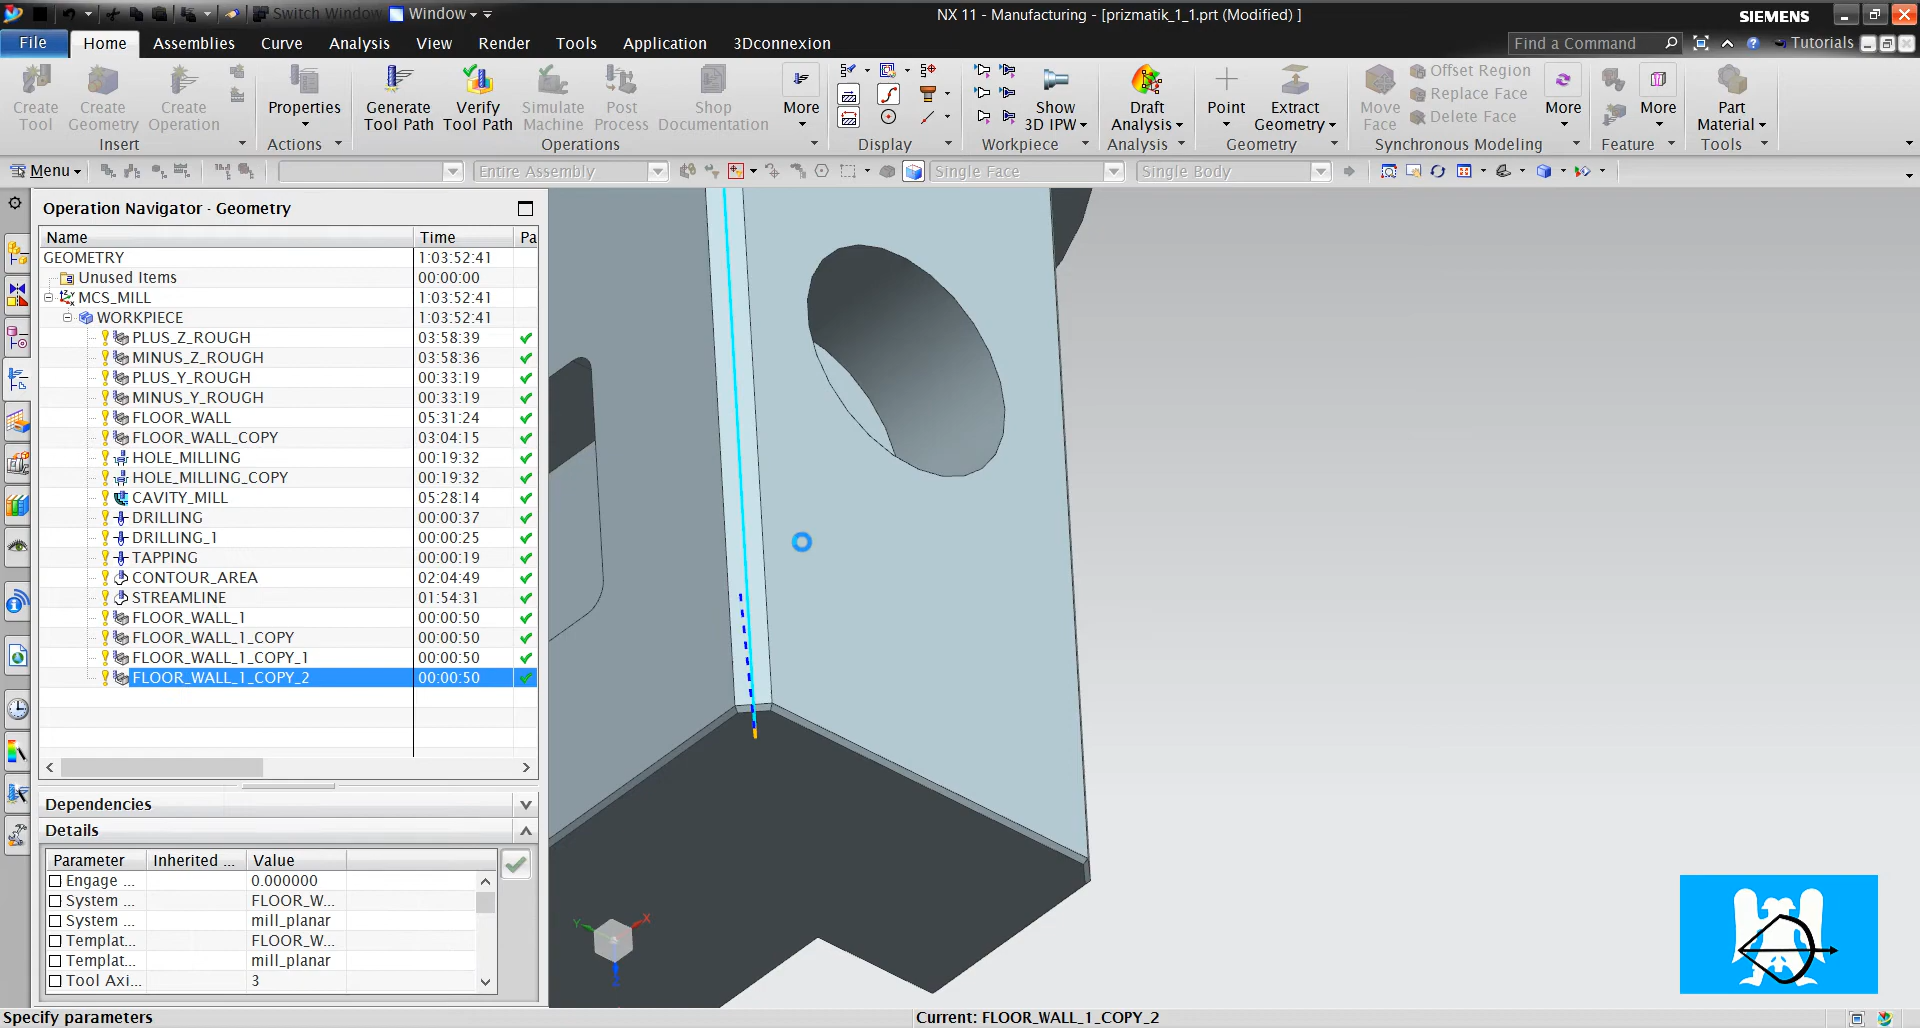 Switch Window Window
NX 11 - Manufacturing - [prizmatik_1_1.prt (Modified) ]
SIEMENS
File Home Assemblies Curve Analysis View Render Tools Application 3Dconnexion
Find a Command
Tutorials
Create Tool
Create Geometry
Create Operation
Insert
Properties
Actions
Generate Tool Path
Verify Tool Path
Simulate Machine
Post Process
Shop Documentation
More
Operations
Display
Show 3D IPW
Workpiece
Draft Analysis
Analysis
Point
Extract Geometry
Geometry
Move Face
Offset Region
Replace Face
Delete Face
More
Synchronous Modeling
More
Feature
Part Material
Tools
Menu
Entire Assembly
Single Face
Single Body
Operation Navigator - Geometry
Name Time Pa
GEOMETRY 1:03:52:41
Unused Items 00:00:00
MCS_MILL 1:03:52:41
WORKPIECE 1:03:52:41
PLUS_Z_ROUGH 03:58:39
MINUS_Z_ROUGH 03:58:36
PLUS_Y_ROUGH 00:33:19
MINUS_Y_ROUGH 00:33:19
FLOOR_WALL 05:31:24
FLOOR_WALL_COPY 03:04:15
HOLE_MILLING 00:19:32
HOLE_MILLING_COPY 00:19:32
CAVITY_MILL 05:28:14
DRILLING 00:00:37
DRILLING_1 00:00:25
TAPPING 00:00:19
CONTOUR_AREA 02:04:49
STREAMLINE 01:54:31
FLOOR_WALL_1 00:00:50
FLOOR_WALL_1_COPY 00:00:50
FLOOR_WALL_1_COPY_1 00:00:50
FLOOR_WALL_1_COPY_2 00:00:50
Dependencies
Details
Parameter Inherited ... Value
Engage ... 0.000000
System ... FLOOR_W...
System ... mill_planar
Templat... FLOOR_W...
Templat... mill_planar
Tool Axi... 3
Y X
Specify parameters
Current: FLOOR_WALL_1_COPY_2